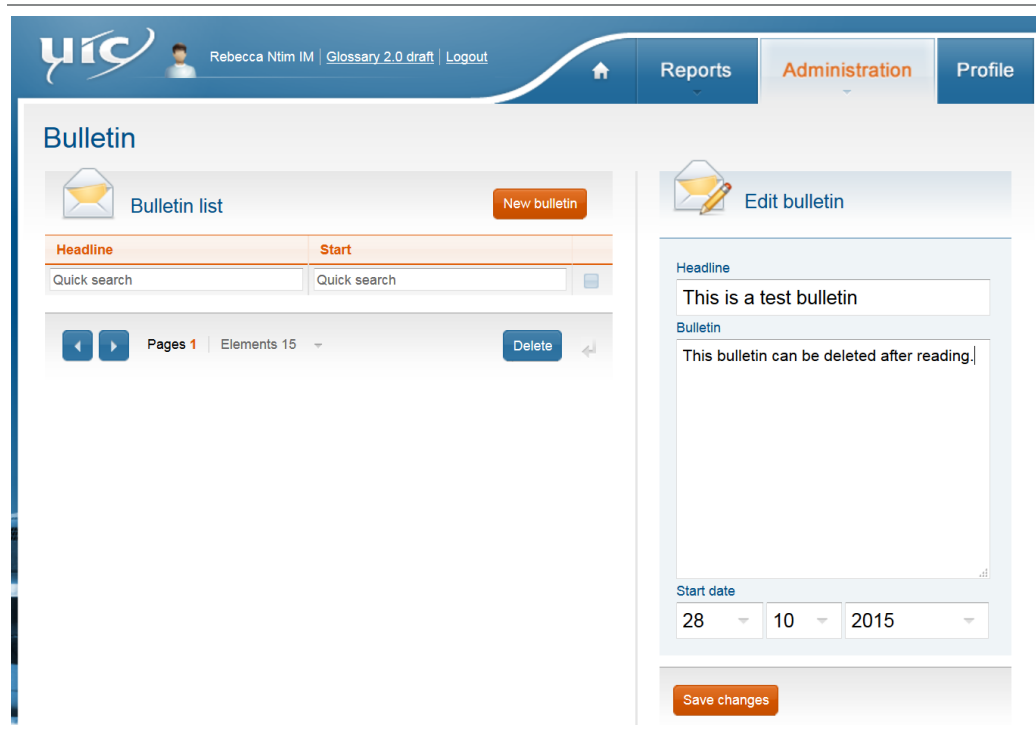 uic
Rebecca Ntim IM | Glossary 2.0 draft | Logout
Reports
Administration
Profile
Bulletin
Bulletin list
New bulletin
Headline
Start
Quick search
Quick search
Pages 1 | Elements 15
Delete
Edit bulletin
Headline
This is a test bulletin
Bulletin
This bulletin can be deleted after reading.
Start date
28
10
2015
Save changes